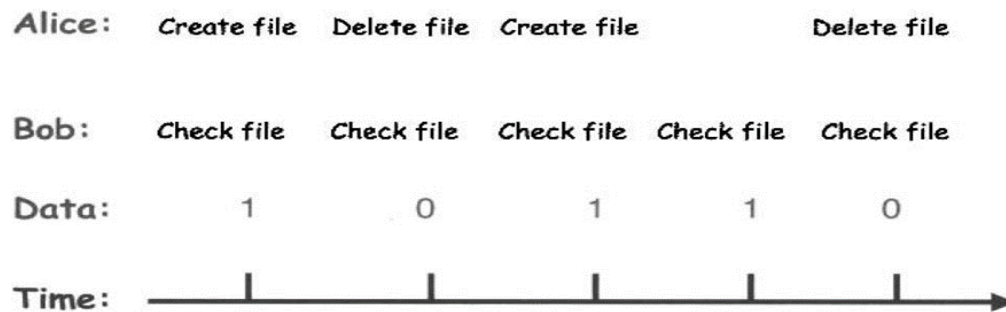 Alice: Create file Delete file Create file Delete file
Bob: Check file Check file Check file Check file Check file
Data: 1 0 1 1 0
Time: